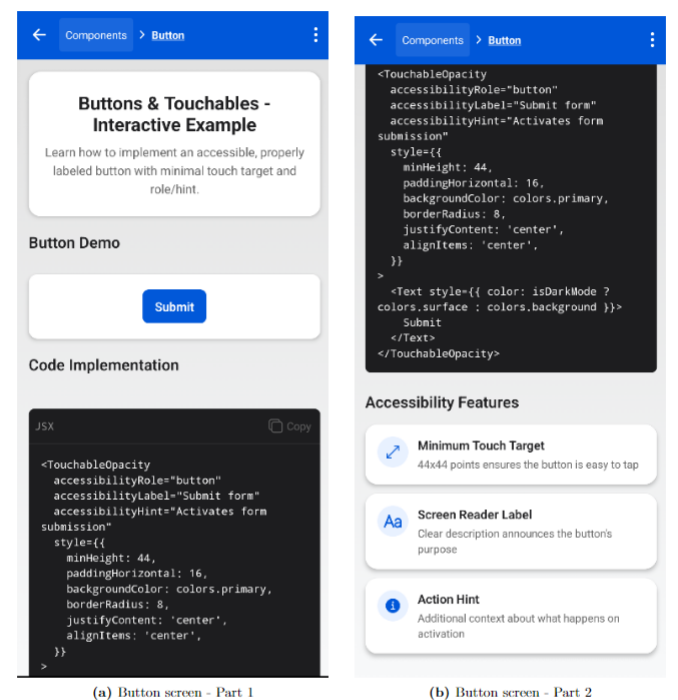 Components > Button
Buttons & Touchables -
Interactive Example
Learn how to implement an accessible, properly
labeled button with minimal touch target and
role/hint.
Button Demo
Submit
Code Implementation
JSX
Copy
<TouchableOpacity
accessibilityRole="button"
accessibilityLabel="Submit form"
accessibilityHint="Activates form
submission"
style={{
minHeight: 44,
paddingHorizontal: 16,
backgroundColor: colors.primary,
borderRadius: 8,
justifyContent: 'center',
alignItems: 'center',
}}
>
(a) Button screen - Part 1
Components > Button
<TouchableOpacity
accessibilityRole="button"
accessibilityLabel="Submit form"
accessibilityHint="Activates form
submission"
style={{
minHeight: 44,
paddingHorizontal: 16,
backgroundColor: colors.primary,
borderRadius: 8,
justifyContent: 'center',
alignItems: 'center',
}}
>
<Text style={{ color: isDarkMode ?
colors.surface : colors.background }}>
Submit
</Text>
</TouchableOpacity>
Accessibility Features
Minimum Touch Target
44x44 points ensures the button is easy to tap
Aa
Screen Reader Label
Clear description announces the button's
purpose
Action Hint
Additional context about what happens on
activation
(b) Button screen - Part 2